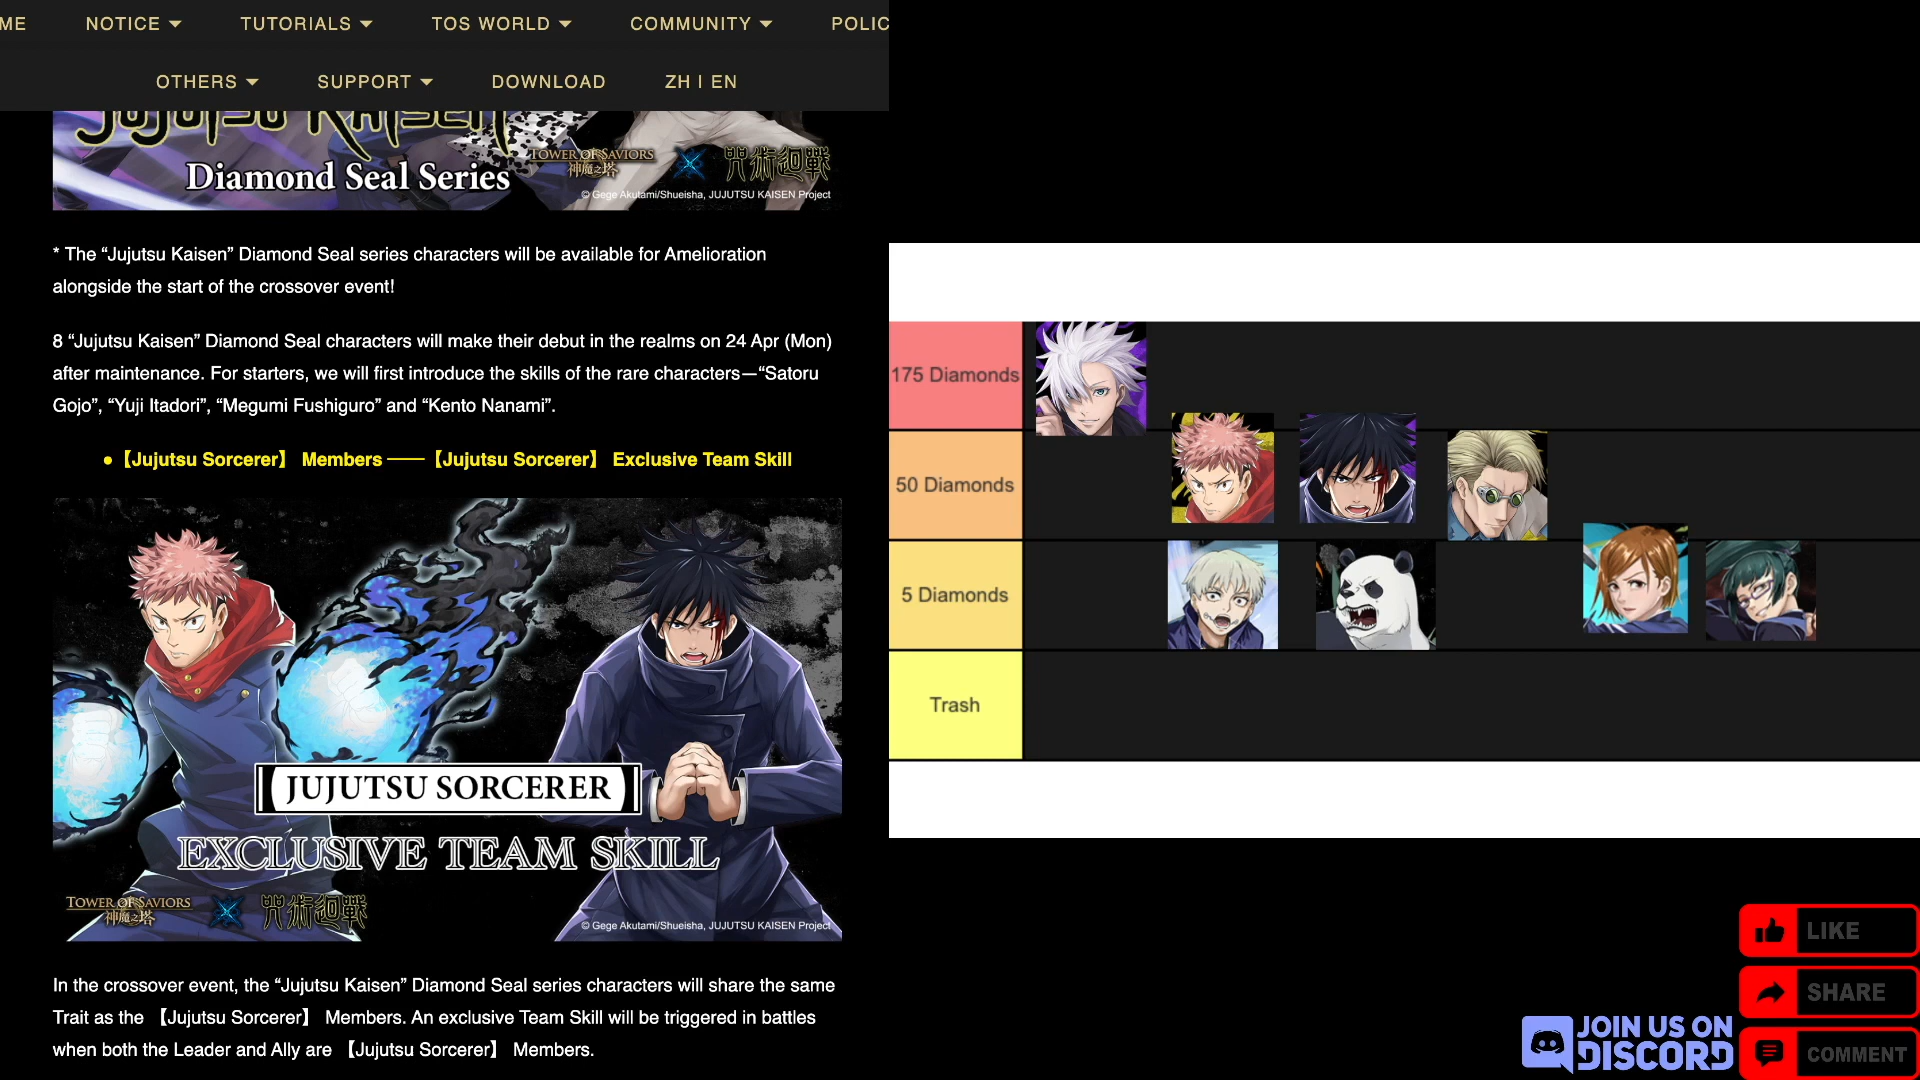 ME
NOTICE
TUTORIALS
TOS WORLD
COMMUNITY
POLIC
OTHERS
SUPPORT
DOWNLOAD
ZH | EN
Jujutsu Kaisen
Diamond Seal Series
TOWER OF SAVIORS
神魔之塔
咒術迴戰
© Gege Akutami/Shueisha, JUJUTSU KAISEN Project
* The “Jujutsu Kaisen” Diamond Seal series characters will be available for Amelioration
alongside the start of the crossover event!
8 “Jujutsu Kaisen” Diamond Seal characters will make their debut in the realms on 24 Apr (Mon)
after maintenance. For starters, we will first introduce the skills of the rare characters—“Satoru
Gojo”, “Yuji Itadori”, “Megumi Fushiguro” and “Kento Nanami”.
●【Jujutsu Sorcerer】 Members ——【Jujutsu Sorcerer】 Exclusive Team Skill
JUJUTSU SORCERER
EXCLUSIVE TEAM SKILL
TOWER OF SAVIORS
神魔之塔
咒術迴戰
© Gege Akutami/Shueisha, JUJUTSU KAISEN Project
In the crossover event, the “Jujutsu Kaisen” Diamond Seal series characters will share the same
Trait as the 【Jujutsu Sorcerer】 Members. An exclusive Team Skill will be triggered in battles
when both the Leader and Ally are 【Jujutsu Sorcerer】 Members.
175 Diamonds
50 Diamonds
5 Diamonds
Trash
LIKE
SHARE
COMMENT
JOIN US ON
DISCORD